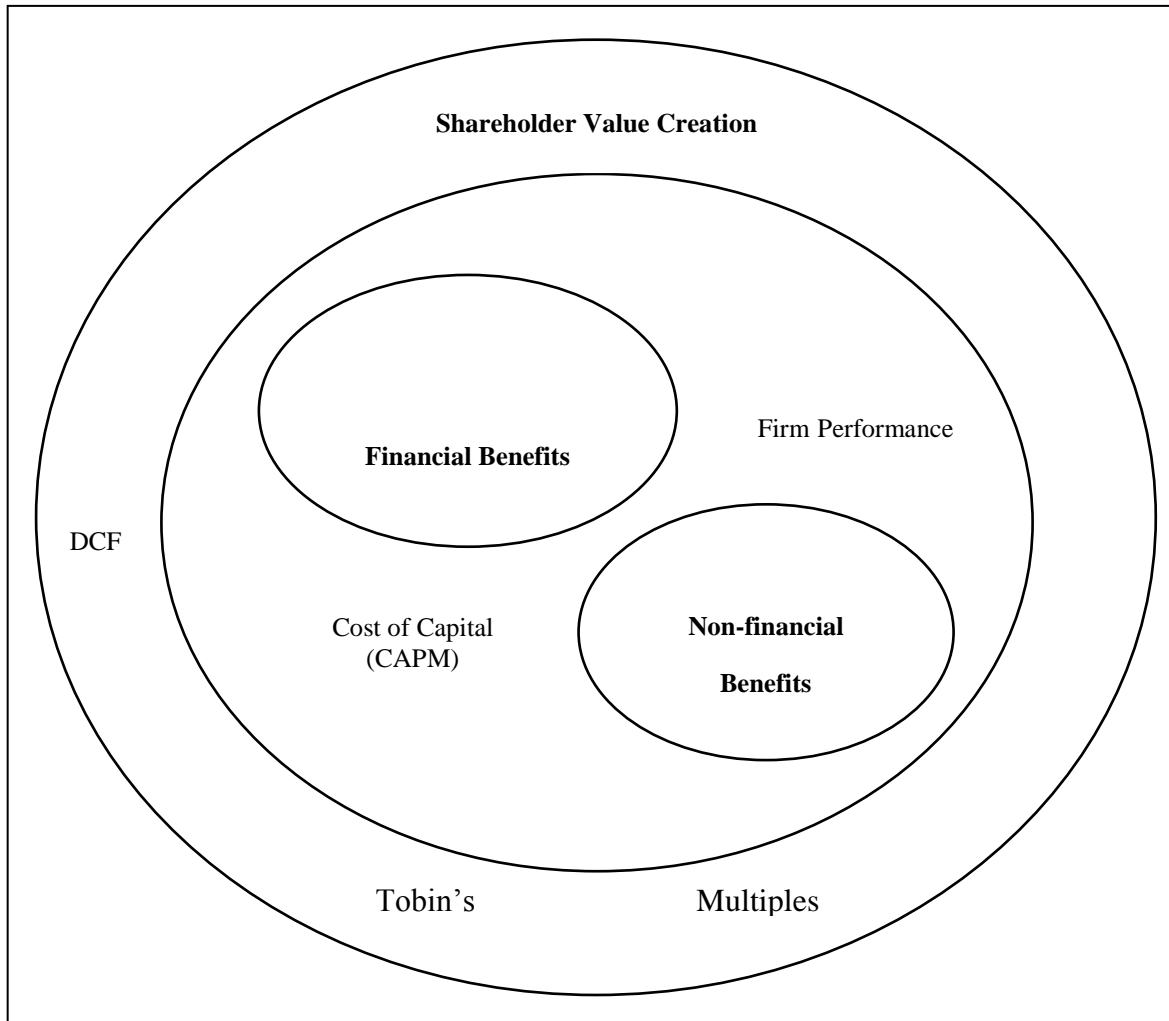 Shareholder Value Creation
Financial Benefits
Firm Performance
DCF
Cost of Capital
(CAPM)
Non-financial
Benefits
Tobin’s
Multiples